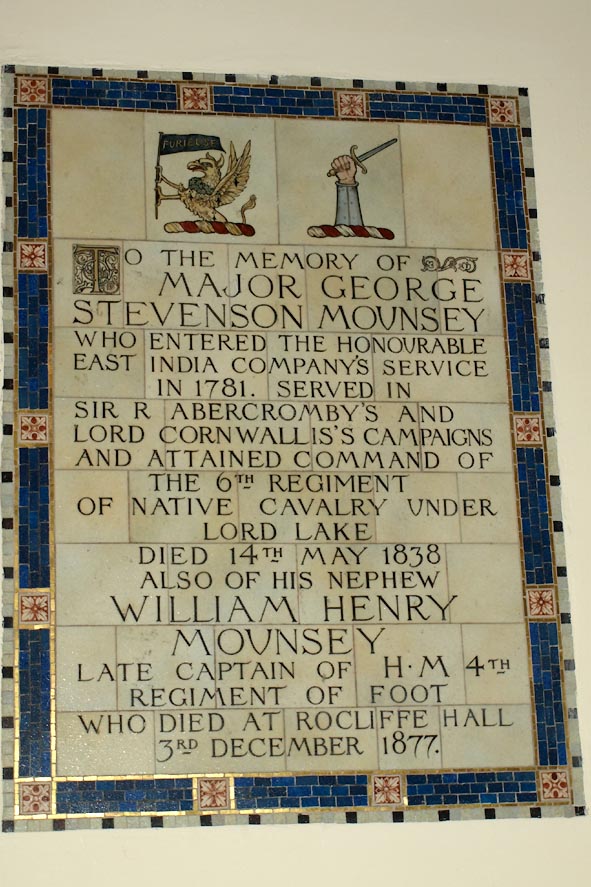 TO THE MEMORY OF
MAJOR GEORGE
STEVENSON MOUNSEY
WHO ENTERED THE HONOURABLE
EAST INDIA COMPANY'S SERVICE
IN 1781. SERVED IN
SIR R ABERCROMBY'S AND
LORD CORNWALLIS'S CAMPAIGNS
AND ATTAINED COMMAND OF
THE 6TH REGIMENT
OF NATIVE CAVALRY UNDER
LORD LAKE
DIED 14TH MAY 1838
ALSO OF HIS NEPHEW
WILLIAM HENRY
MOUNSEY
LATE CAPTAIN OF H·M 4TH
REGIMENT OF FOOT
WHO DIED AT ROCLIFFE HALL
3RD DECEMBER 1877.